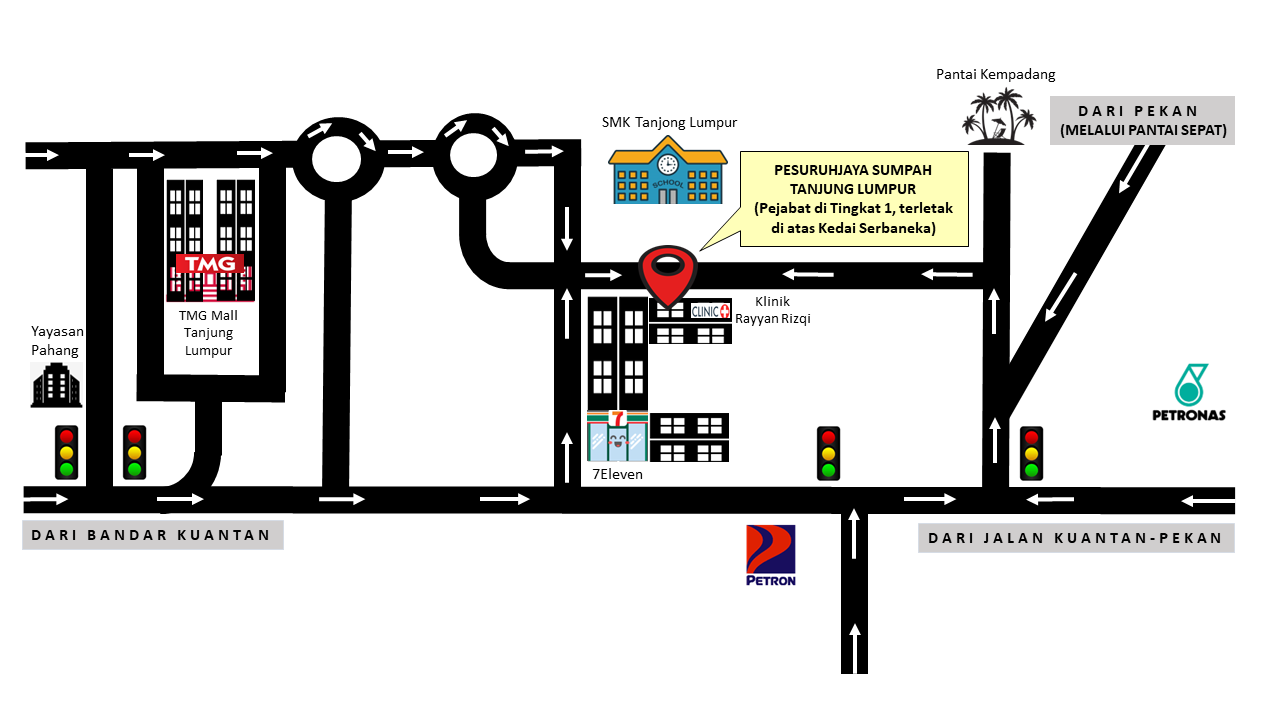 Pantai Kempadang
DARI PEKAN
(MELALUI PANTAI SEPAT)
SMK Tanjong Lumpur
SCHOOL
PESURUHJAYA SUMPAH
TANJUNG LUMPUR
(Pejabat di Tingkat 1, terletak
di atas Kedai Serbaneka)
TMG
TMG Mall
Tanjung
Lumpur
CLINIC
Klinik
Rayyan Rizqi
Yayasan
Pahang
PETRONAS
7
7Eleven
DARI BANDAR KUANTAN
PETRON
DARI JALAN KUANTAN-PEKAN